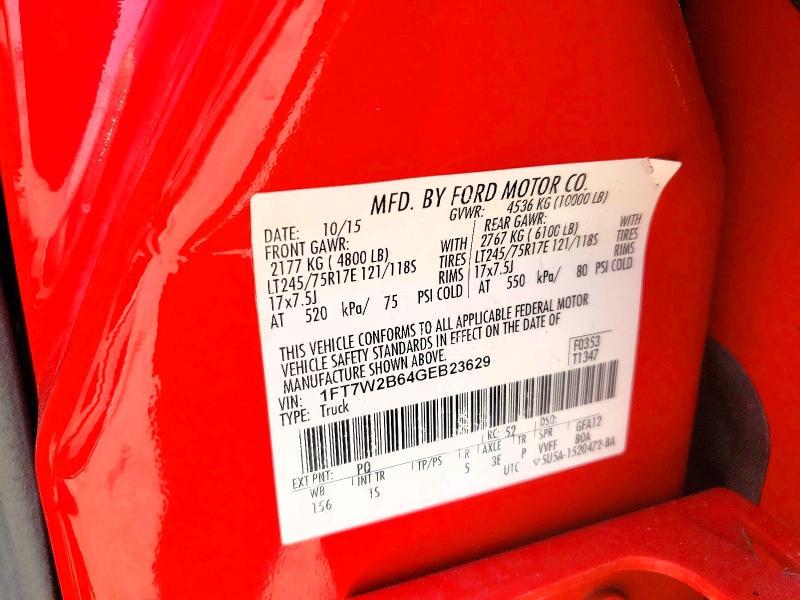 MFD. BY FORD MOTOR CO.
DATE: 10/15 GVWR: 4536 KG (10000 LB)
FRONT GAWR: REAR GAWR:
2177 KG ( 4800 LB) WITH 2767 KG ( 6100 LB) WITH
LT245/75R17E 121/118S TIRES LT245/75R17E 121/118S TIRES
17x7.5J RIMS 17x7.5J RIMS
AT 520 kPa/ 75 PSI COLD AT 550 kPa/ 80 PSI COLD
THIS VEHICLE CONFORMS TO ALL APPLICABLE FEDERAL MOTOR
VEHICLE SAFETY STANDARDS IN EFFECT ON THE DATE OF
MANUFACTURE SHOWN ABOVE.
F0353
T1347
VIN: 1FT7W2B64GEB23629
TYPE: Truck
EXT PNT: PQ RC: 52 DSO:
WB INT TR TP/PS R AXLE TR SPR GFA12
156 1S 5 3E P VVFF BOA
UTC ▽5U5A-1520472-BA